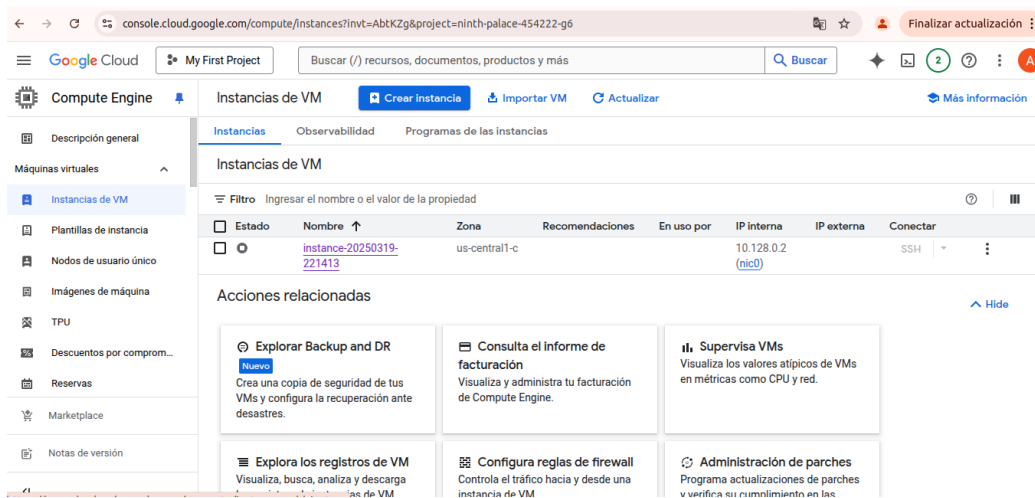 console.cloud.google.com/compute/instances?invt=AbtKZg&project=ninth-palace-454222-g6
Finalizar actualización
Google Cloud
My First Project
Buscar (/) recursos, documentos, productos y más
Buscar
2
A
Compute Engine
Instancias de VM
Crear instancia
Importar VM
Actualizar
Más información
Descripción general
Máquinas virtuales
Instancias de VM
Plantillas de instancia
Nodos de usuario único
Imágenes de máquina
TPU
Descuentos por comprom...
Reservas
Marketplace
Notas de versión
Instancias
Observabilidad
Programas de las instancias
Instancias de VM
Filtro Ingresar el nombre o el valor de la propiedad
Estado Nombre Zona Recomendaciones En uso por IP interna IP externa Conectar
instance-20250319-221413 us-central1-c 10.128.0.2 (nic0) SSH
Acciones relacionadas
Hide
Explorar Backup and DR
Nuevo
Crea una copia de seguridad de tus
VMs y configura la recuperación ante
desastres.
Consulta el informe de
facturación
Visualiza y administra tu facturación
de Compute Engine.
Supervisa VMs
Visualiza los valores atípicos de VMs
en métricas como CPU y red.
Explora los registros de VM
Visualiza, busca, analiza y descarga
de VM
Configura reglas de firewall
Controla el tráfico hacia y desde una
instancia de VM
Administración de parches
Programa actualizaciones de parches
y verifica su cumplimiento en las